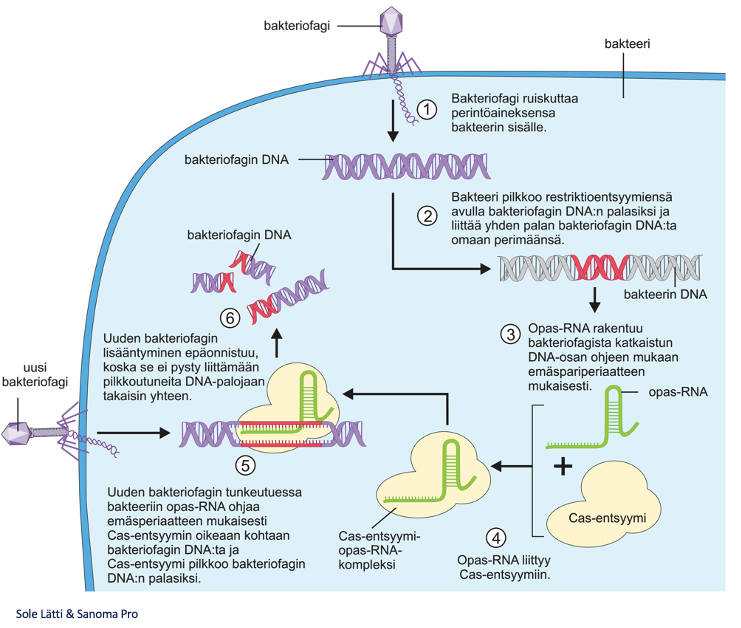 bakteriofagi
bakteeri
1
Bakteriofagi ruiskuttaa
perintöaineksensa
bakteerin sisälle.
bakteriofagin DNA
2
Bakteeri pilkkoo restriktioentsyymiensä
avulla bakteriofagin DNA:n palasiksi ja
liittää yhden palan bakteriofagin DNA:ta
omaan perimäänsä.
bakteerin DNA
3
Opas-RNA rakentuu
bakteriofagista katkaistun
DNA-osan ohjeen mukaan
emäspariperiaatteen
mukaisesti.
opas-RNA
+
Cas-entsyymi
4
Opas-RNA liittyy
Cas-entsyymiin.
Cas-entsyymi-
opas-RNA-
kompleksi
uusi
bakteriofagi
5
Uuden bakteriofagin tunkeutuessa
bakteeriin opas-RNA ohjaa
emäsperiaatteen mukaisesti
Cas-entsyymin oikeaan kohtaan
bakteriofagin DNA:ta ja
Cas-entsyymi pilkkoo bakteriofagin
DNA:n palasiksi.
bakteriofagin DNA
6
Uuden bakteriofagin
lisääntyminen epäonnistuu,
koska se ei pysty liittämään
pilkkoutuneita DNA-palojaan
takaisin yhteen.
Sole Lätti & Sanoma Pro